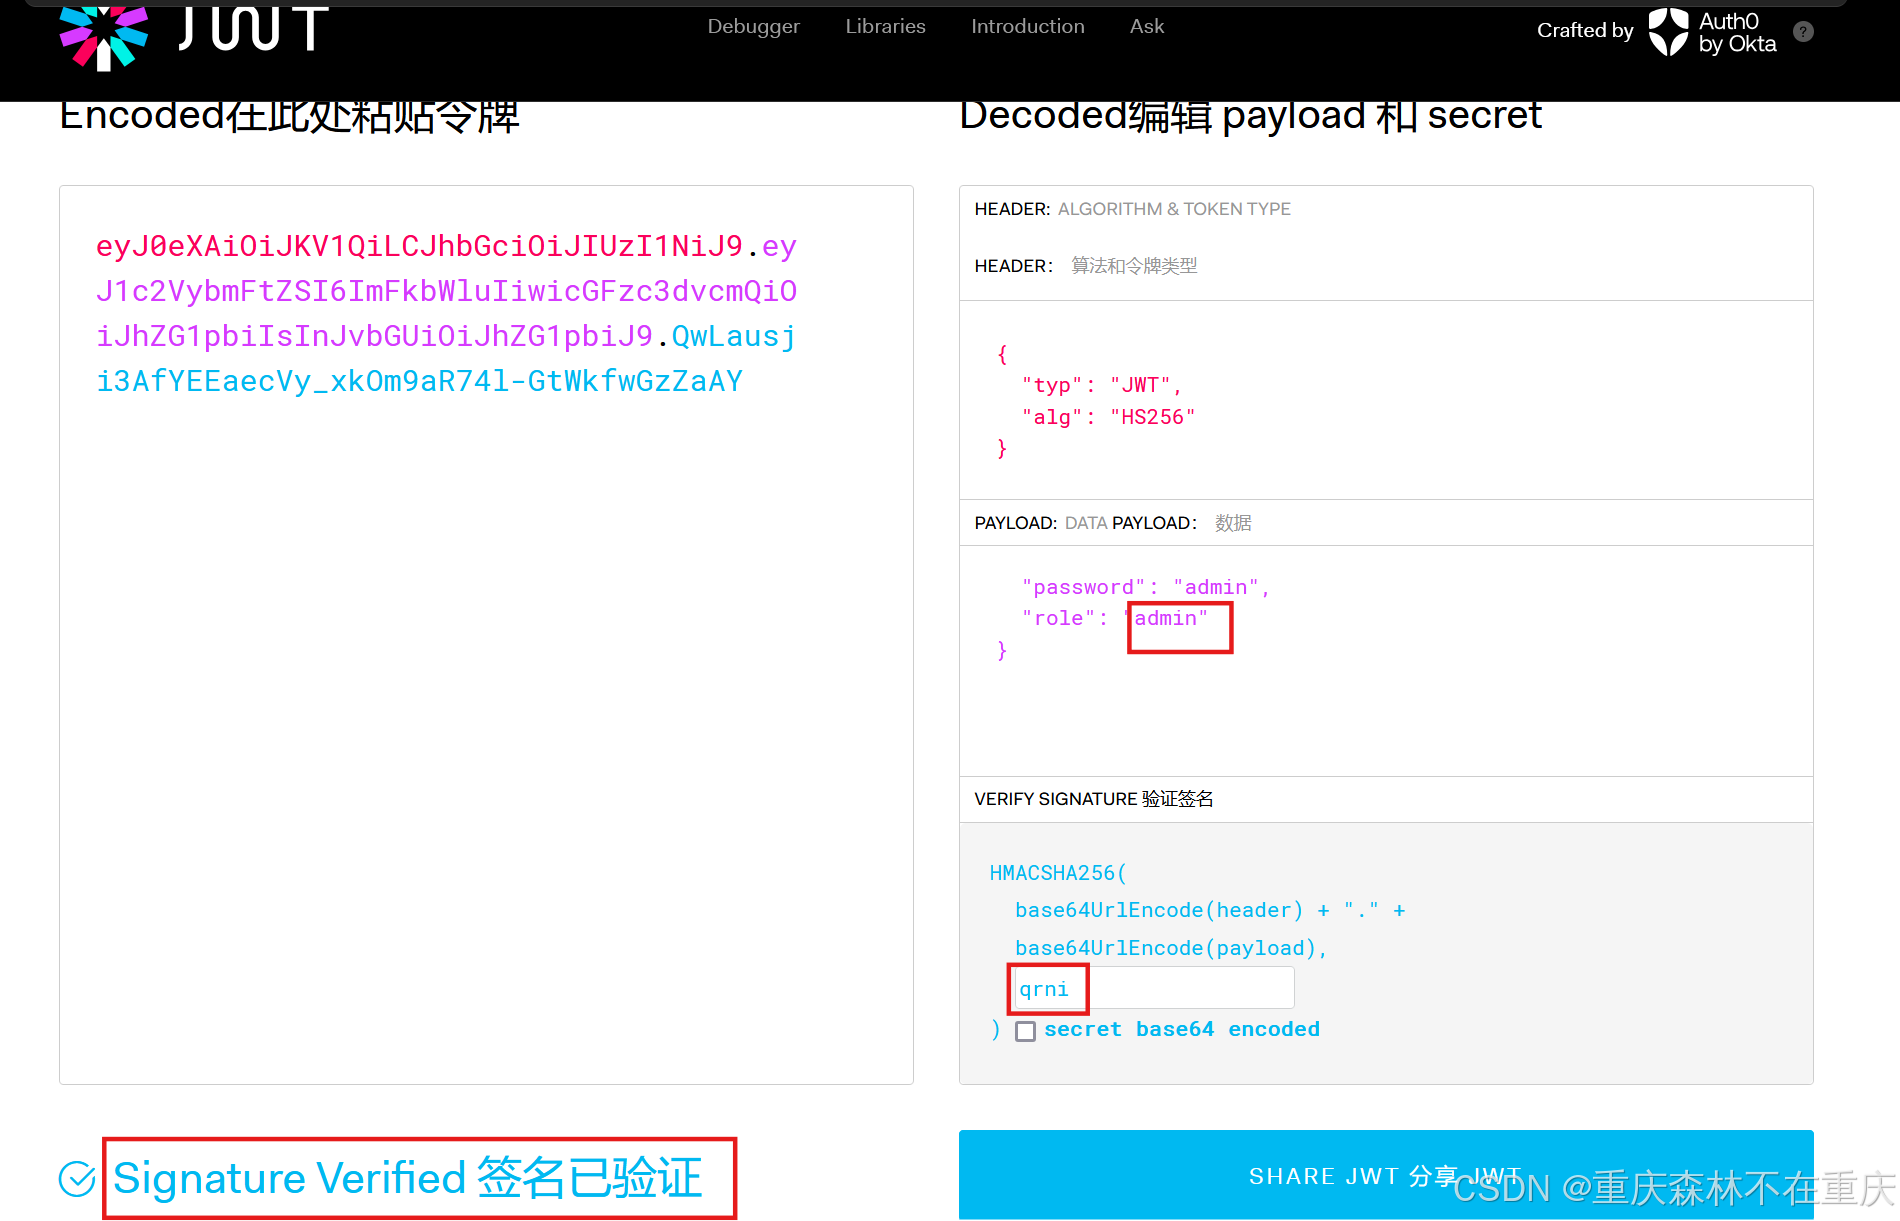 JWT
Debugger Libraries Introduction Ask
Crafted by
Auth0
by Okta
?
Encoded在此处粘贴令牌
Decoded编辑 payload 和 secret
eyJ0eXAiOiJKV1QiLCJhbGciOiJIUzI1NiJ9.ey
J1c2VybmFtZSI6ImFkbWluIiwicGFzc3dvcmQiO
iJhZG1pbiIsInJvbGUiOiJhZG1pbiJ9.QwLausj
i3AfYEEaecVy_xkOm9aR74l-GtWkfwGzZaAY
HEADER: ALGORITHM & TOKEN TYPE
HEADER： 算法和令牌类型
{
"typ": "JWT",
"alg": "HS256"
}
PAYLOAD: DATA PAYLOAD： 数据
"password": "admin",
"role": "admin"
}
VERIFY SIGNATURE 验证签名
HMACSHA256(
base64UrlEncode(header) + "." +
base64UrlEncode(payload),
qrni
) secret base64 encoded
Signature Verified 签名已验证
SHARE JWT 分享 JWT
CSDN @重庆森林不在重庆